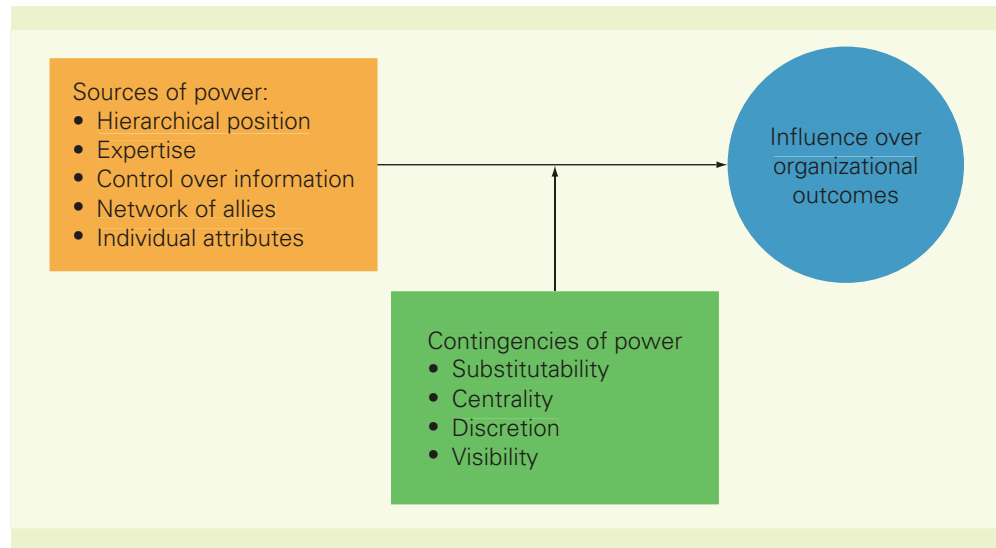 Sources of power:
• Hierarchical position
• Expertise
• Control over information
• Network of allies
• Individual attributes
Influence over
organizational
outcomes
Contingencies of power
• Substitutability
• Centrality
• Discretion
• Visibility